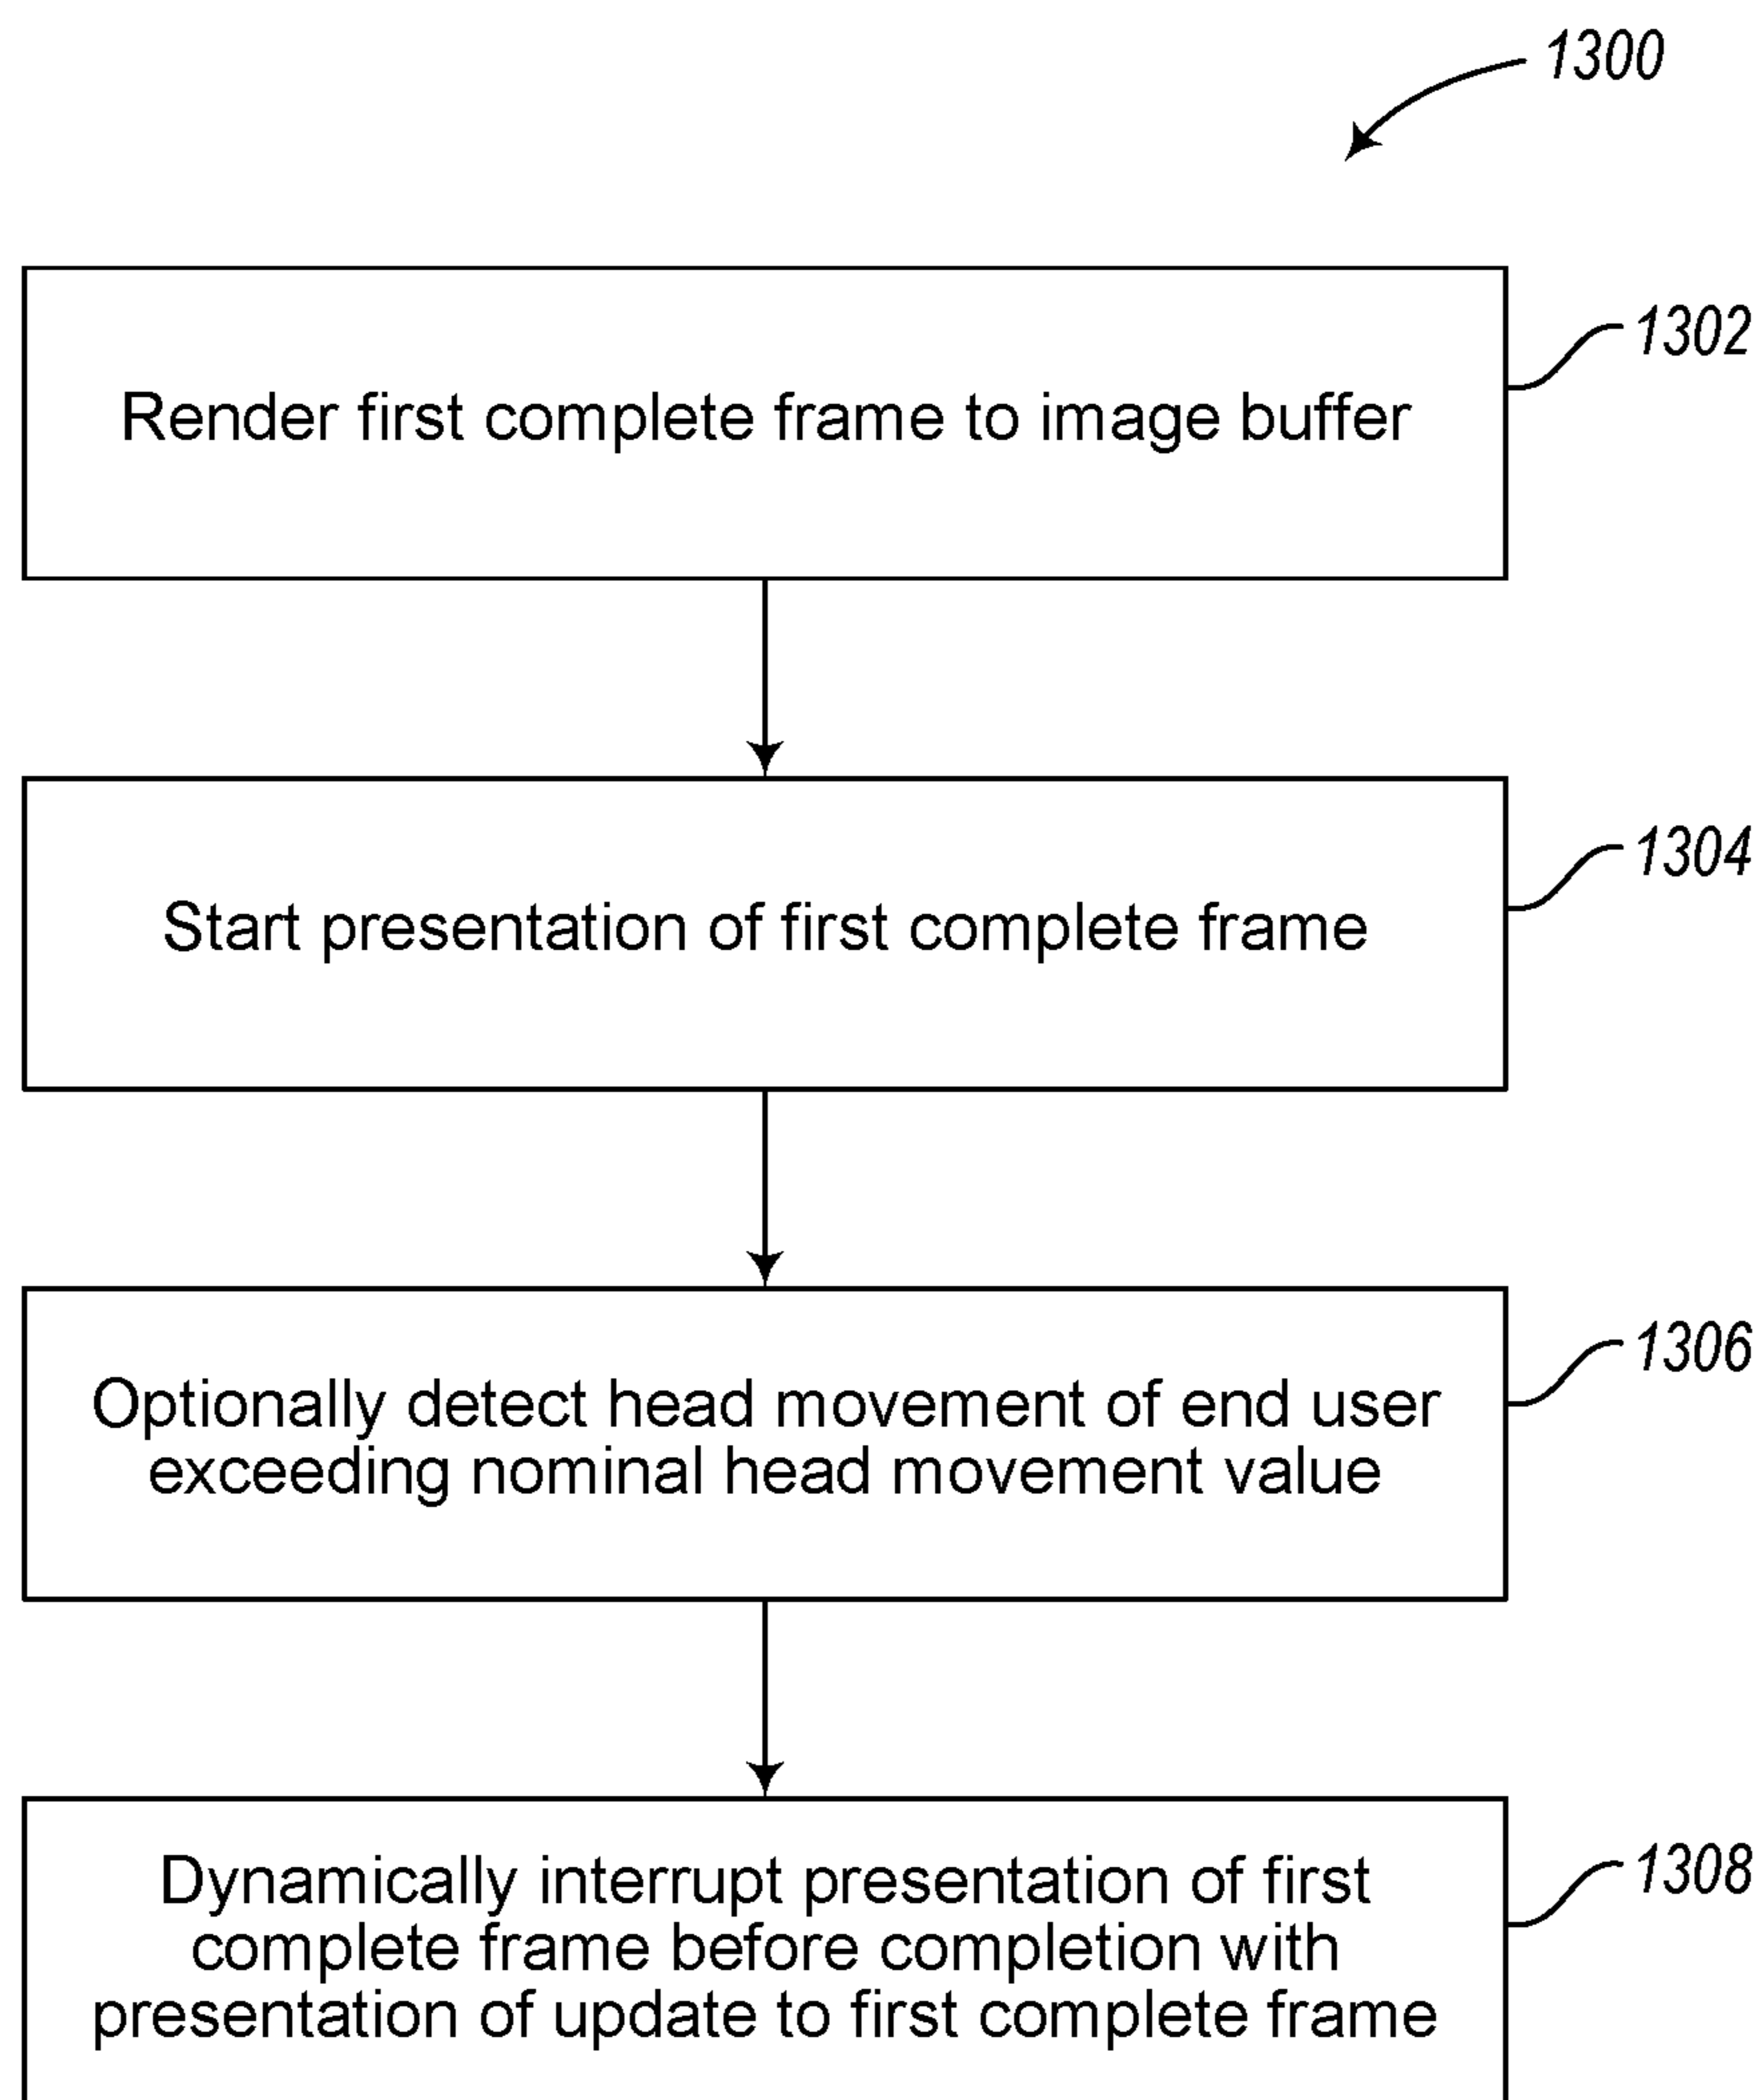 1300
Render first complete frame to image buffer
1302
Start presentation of first complete frame
1304
Optionally detect head movement of end user
exceeding nominal head movement value
1306
Dynamically interrupt presentation of first
complete frame before completion with
presentation of update to first complete frame
1308